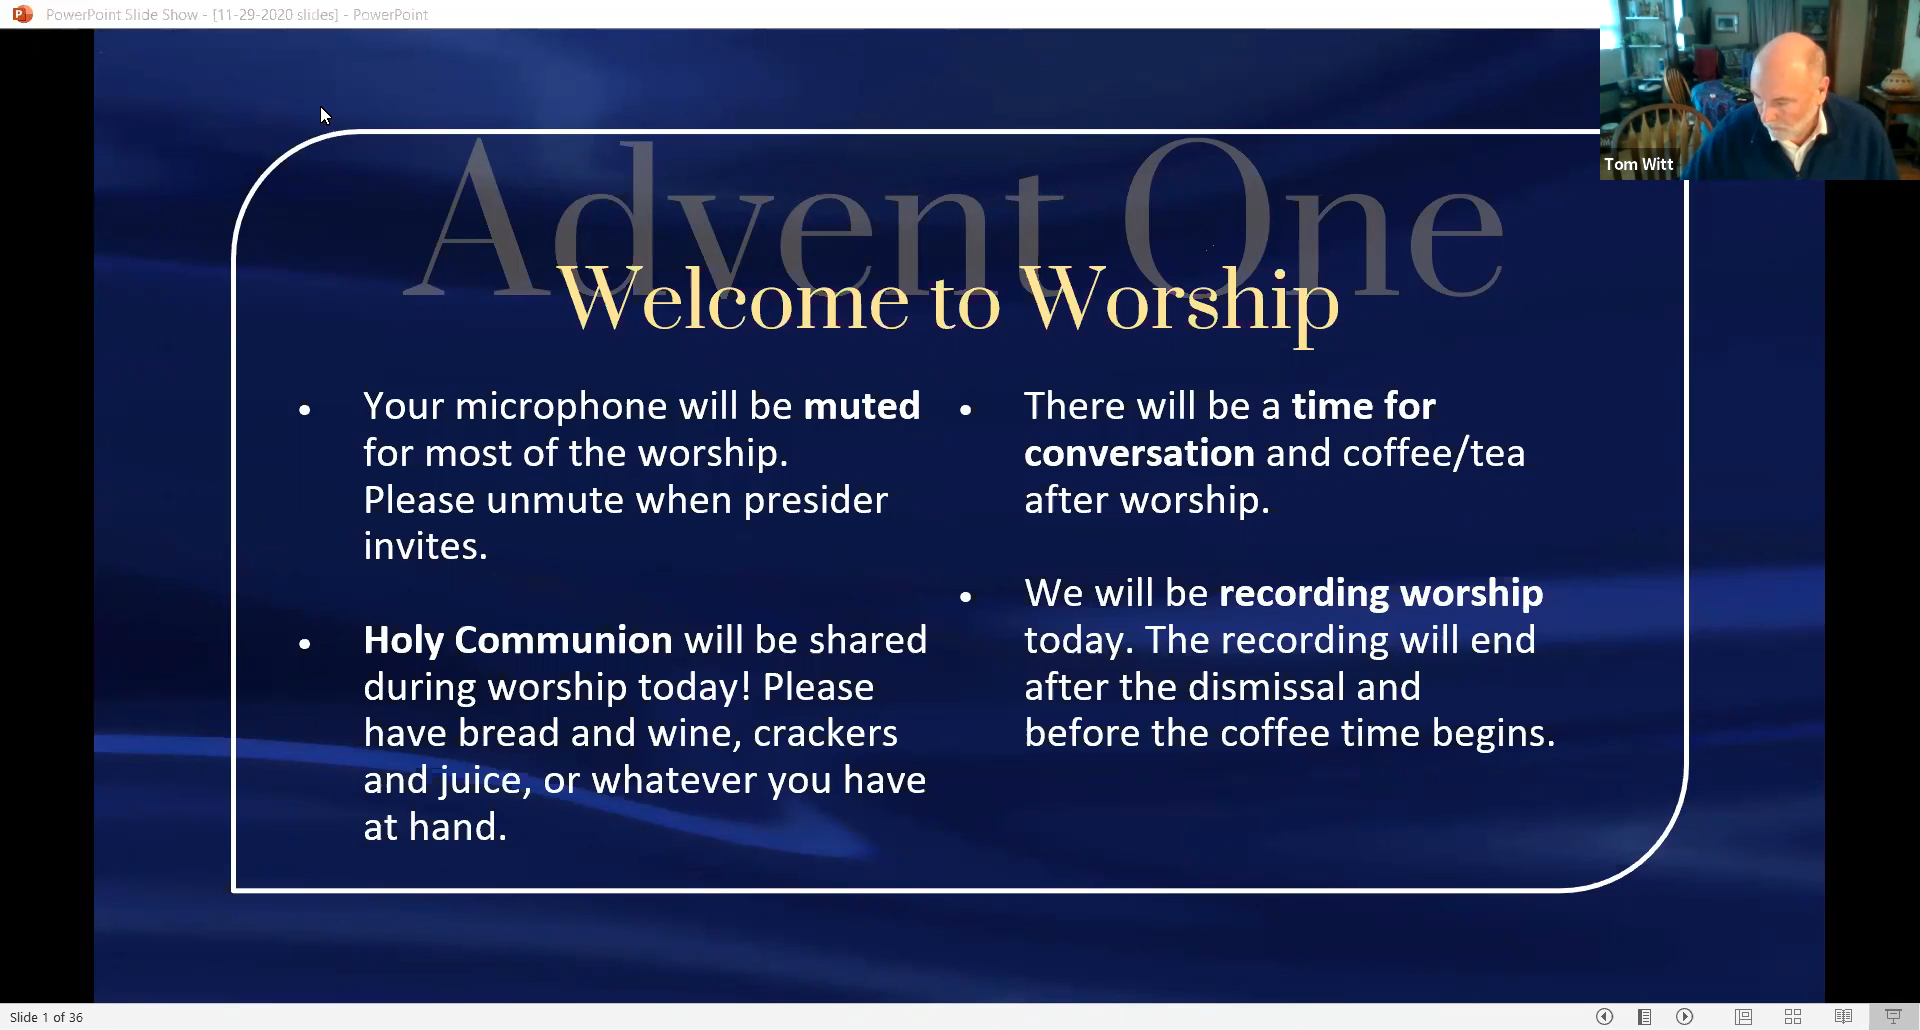 PowerPoint Slide Show - [11-29-2020 slides] - PowerPoint
Tom Witt
Advent One
Welcome to Worship
Your microphone will be muted
for most of the worship.
Please unmute when presider
invites.
Holy Communion will be shared
during worship today! Please
have bread and wine, crackers
and juice, or whatever you have
at hand.
There will be a time for
conversation and coffee/tea
after worship.
We will be recording worship
today. The recording will end
after the dismissal and
before the coffee time begins.
Slide 1 of 36